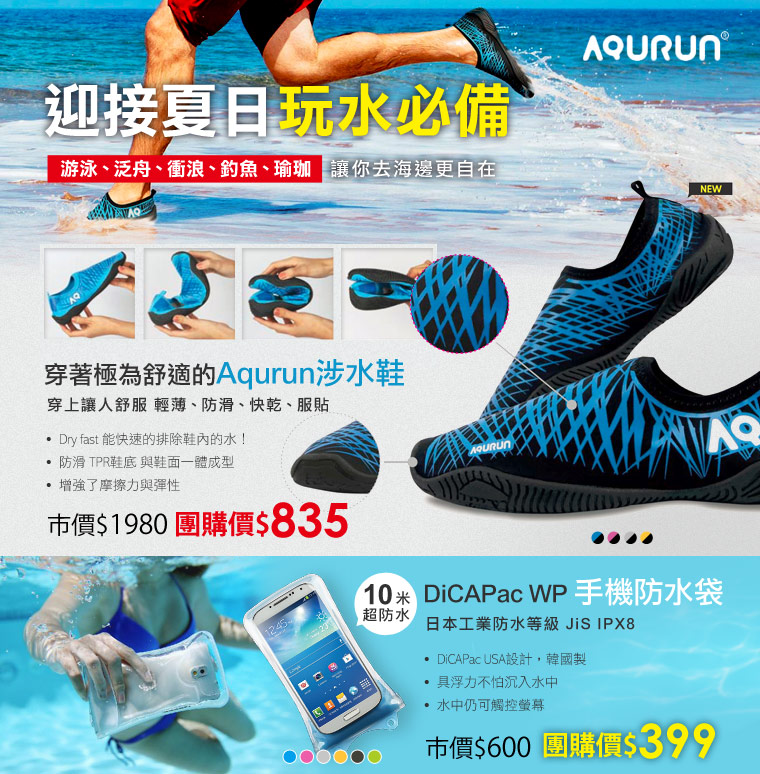 AQURUN®
迎接夏日玩水必備
游泳、泛舟、衝浪、釣魚、瑜珈 讓你去海邊更自在
NEW
穿著極為舒適的Aqurun涉水鞋
穿上讓人舒服 輕薄、防滑、快乾、服貼
• Dry fast 能快速的排除鞋內的水！
• 防滑 TPR鞋底 與鞋面一體成型
• 增強了摩擦力與彈性
市價$1980 團購價$835
AQURUN
AQ
10米
超防水
DiCAPac WP 手機防水袋
日本工業防水等級 JiS IPX8
• DiCAPac USA設計，韓國製
• 具浮力不怕沉入水中
• 水中仍可觸控螢幕
市價$600 團購價$399